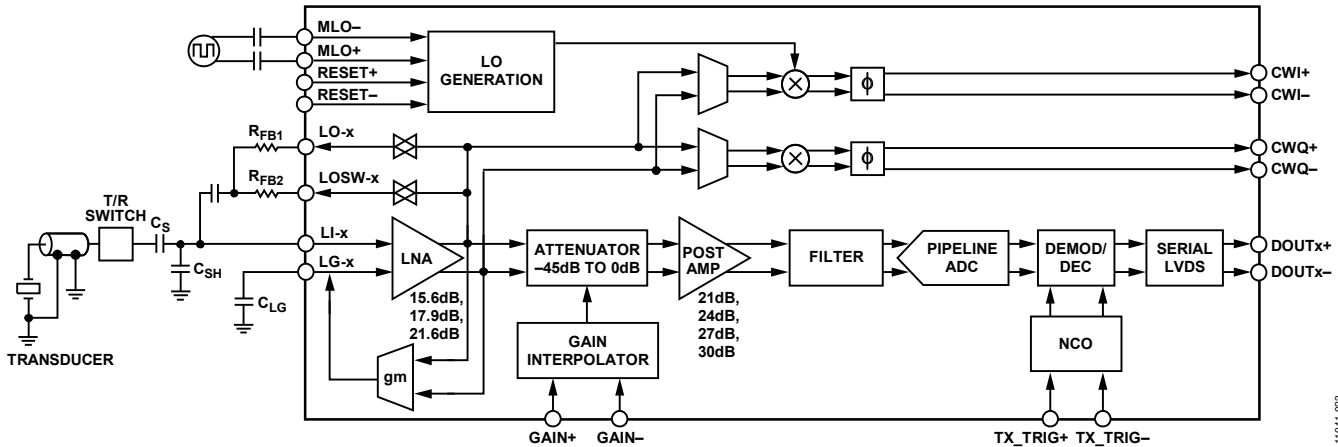 MLO–
MLO+
RESET+
RESET–
LO
GENERATION
CWI+
CWI–
RFB1
LO-x
RFB2
LOSW-x
CWQ+
CWQ–
T/R
SWITCH
CS
LI-x
LG-x
CSH
CLG
TRANSDUCER
LNA
15.6dB,
17.9dB,
21.6dB
gm
ATTENUATOR
–45dB TO 0dB
GAIN
INTERPOLATOR
GAIN+ GAIN–
POST
AMP
21dB,
24dB,
27dB,
30dB
FILTER
PIPELINE
ADC
DEMOD/
DEC
NCO
TX_TRIG+ TX_TRIG–
SERIAL
LVDS
DOUTx+
DOUTx–
ϕ
ϕ